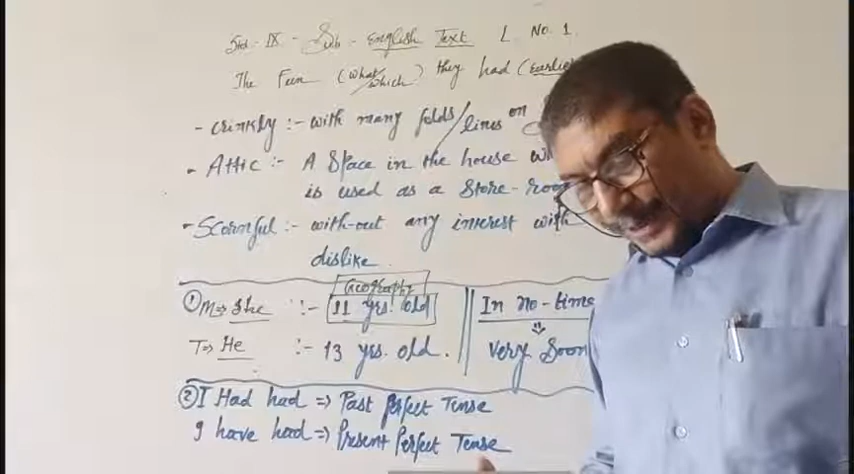 Std - IX - Sub - English Text L No. 1
The Fun (what/which) they had (earlier
- crinkly :- with many folds/lines on
- Attic :- A Space in the house
is used as a Store-room
- Scornful :- with-out any interest with
dislike
Geography
① M⇒ She :- 11 yrs. old
In no-time
T⇒ He :- 13 yrs. old.
Very Soon
② I Had had ⇒ Past perfect Tense
I have had ⇒ Present Perfect Tense